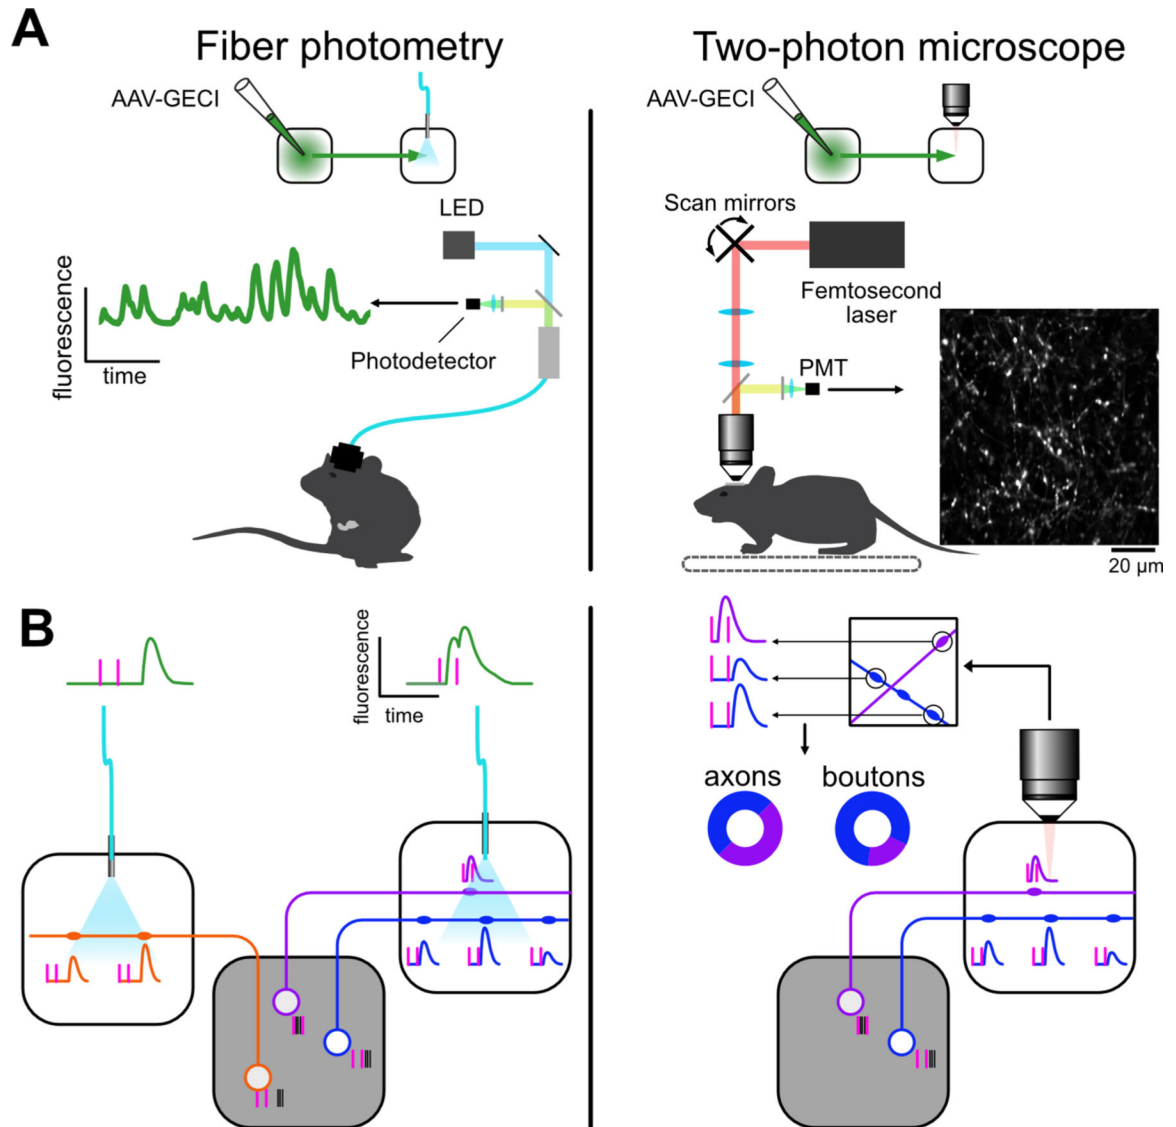 A
Fiber photometry
Two-photon microscope
AAV-GECI
AAV-GECI
LED
Scan mirrors
fluorescence
time
Photodetector
Femtosecond
laser
PMT
20 µm
B
fluorescence
time
axons
boutons